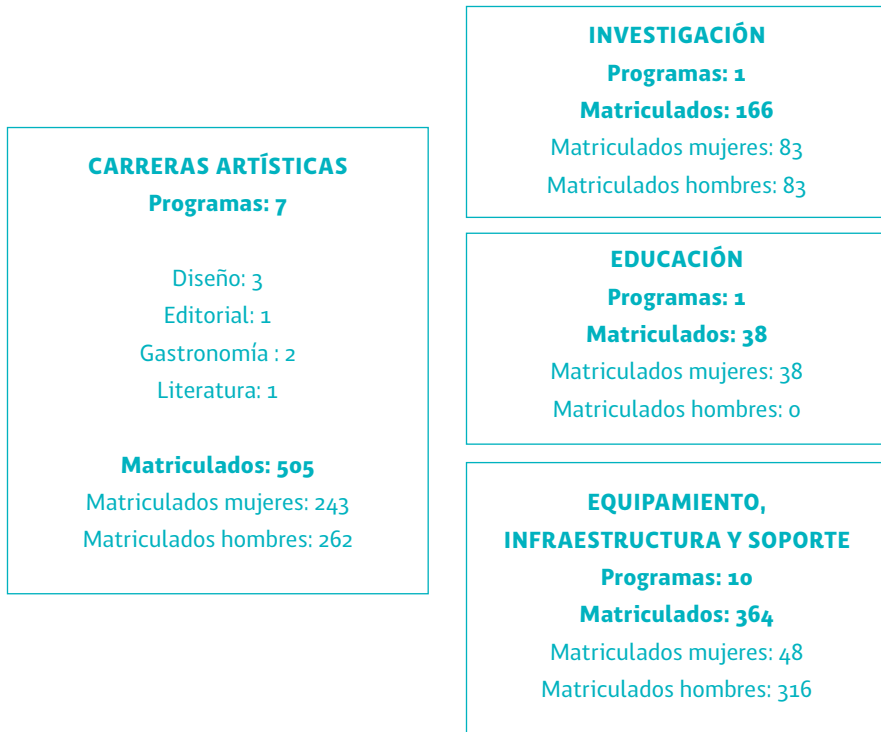 CARRERAS ARTÍSTICAS
Programas: 7
Diseño: 3
Editorial: 1
Gastronomía : 2
Literatura: 1
Matriculados: 505
Matriculados mujeres: 243
Matriculados hombres: 262
INVESTIGACIÓN
Programas: 1
Matriculados: 166
Matriculados mujeres: 83
Matriculados hombres: 83
EDUCACIÓN
Programas: 1
Matriculados: 38
Matriculados mujeres: 38
Matriculados hombres: 0
EQUIPAMIENTO,
INFRAESTRUCTURA Y SOPORTE
Programas: 10
Matriculados: 364
Matriculados mujeres: 48
Matriculados hombres: 316